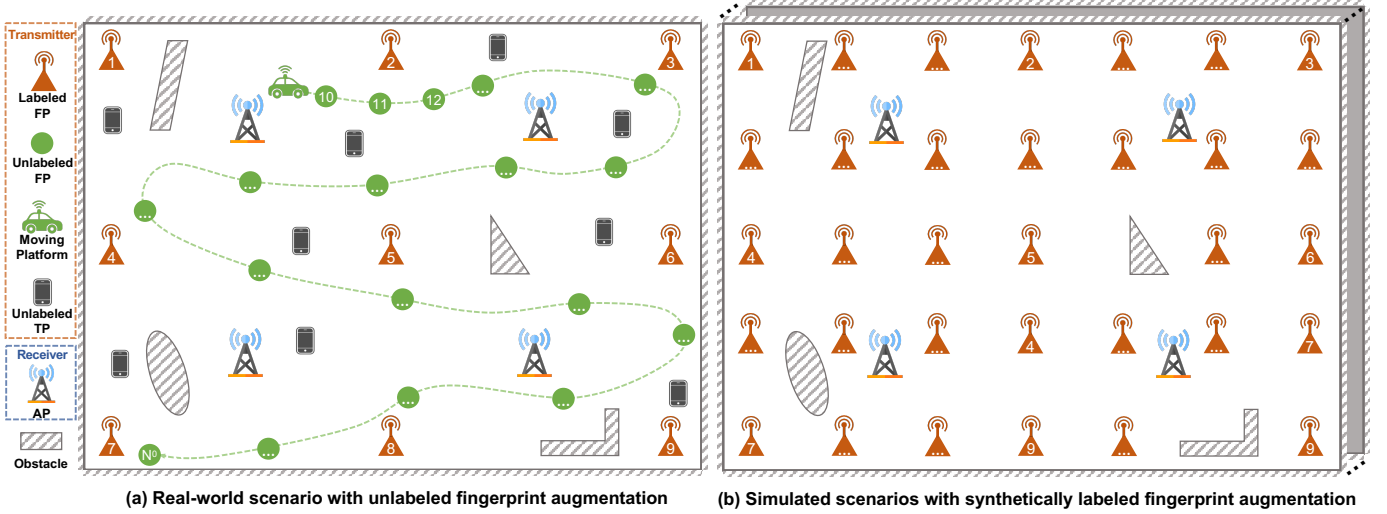 Transmitter
Labeled
FP
Unlabeled
FP
Moving
Platform
Unlabeled
TP
Receiver
AP
Obstacle
1 2 3
10 11 12 ... ...
... ... ... ...
...
4 5 6
... ... ... ...
... ...
7 8 9
N⁰ ...
(a) Real-world scenario with unlabeled fingerprint augmentation
1 ... ... 2 ... ... 3
... ... ... ... ... ... ...
4 ... ... 5 ... ... 6
... ... ... 4 ... ... 7
7 ... ... 9 ... ... 9
(b) Simulated scenarios with synthetically labeled fingerprint augmentation